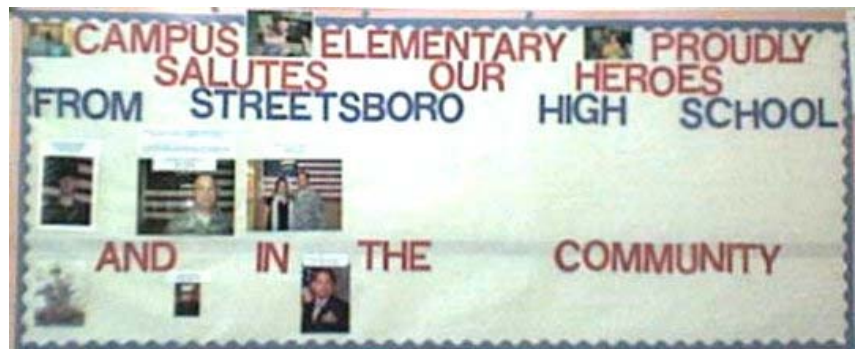 CAMPUS ELEMENTARY PROUDLY
SALUTES OUR HEROES
FROM STREETSBORO HIGH SCHOOL
AND IN THE COMMUNITY